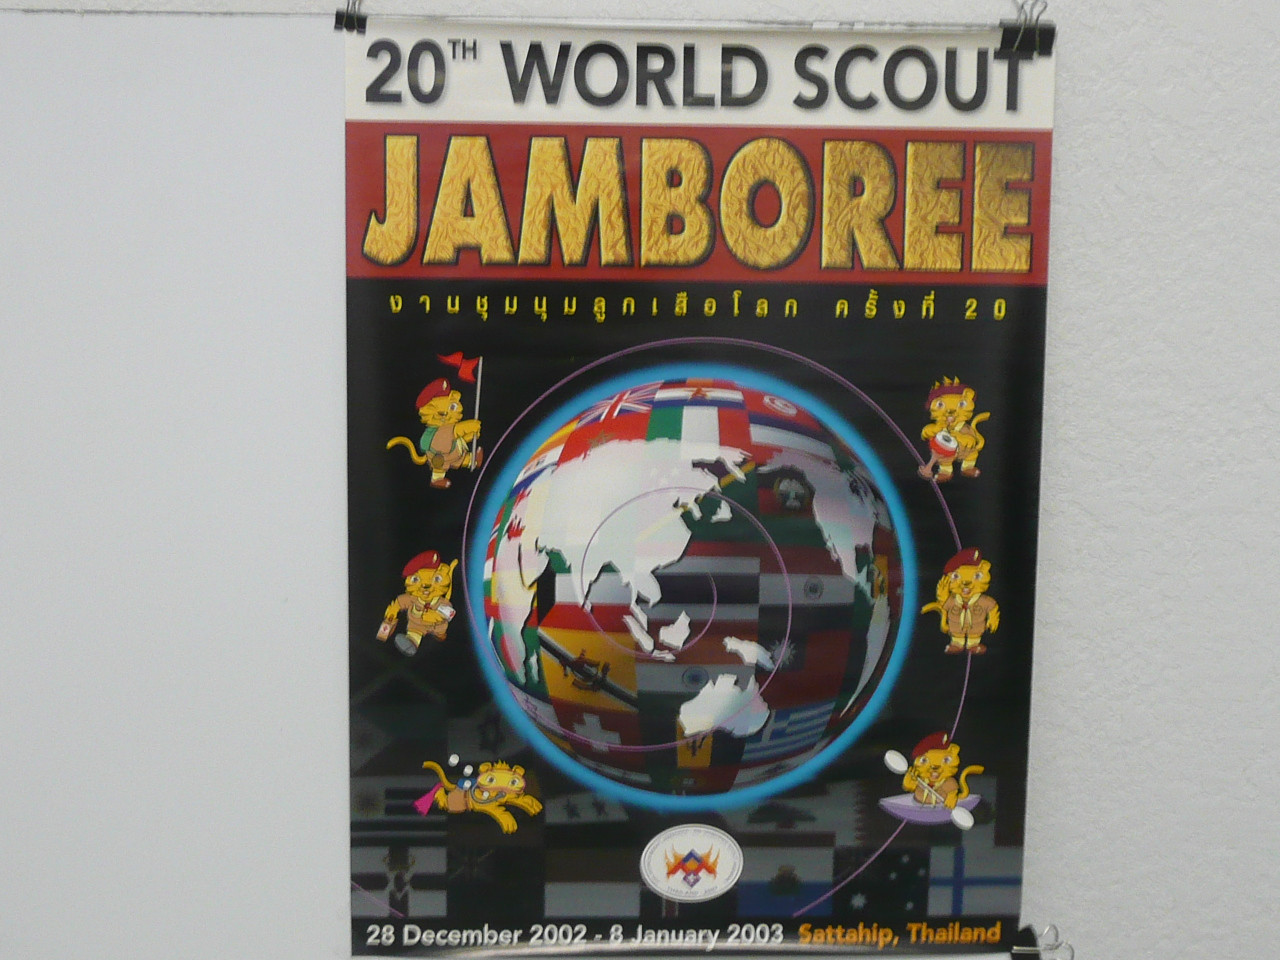 20TH WORLD SCOUT
JAMBOREE
งานชุมนุมลูกเสือโลก ครั้งที่ 20
28 December 2002 - 8 January 2003 Sattahip, Thailand